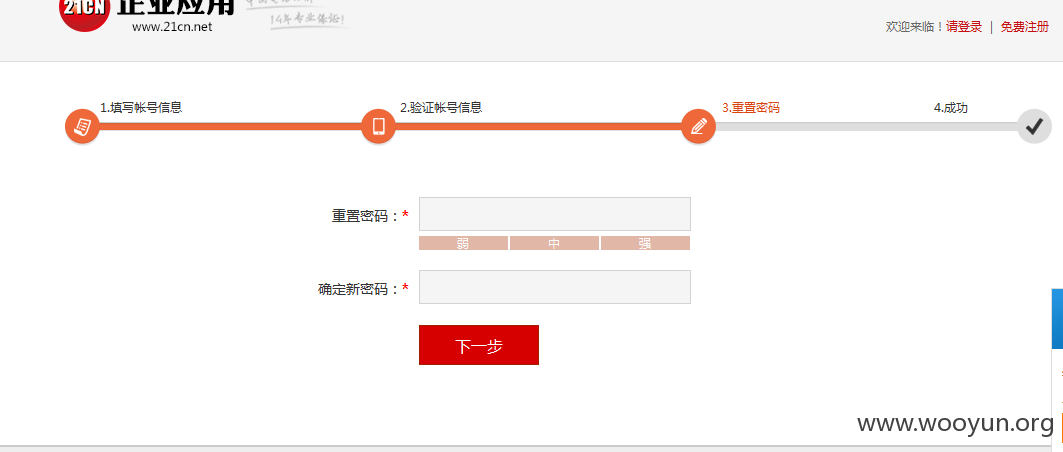 21CN 企业应用
www.21cn.net
14年专业保证!
欢迎来临！请登录 | 免费注册
1.填写帐号信息
2.验证帐号信息
3.重置密码
4.成功
重置密码：*
弱 中 强
确定新密码：*
下一步
www.wooyun.org